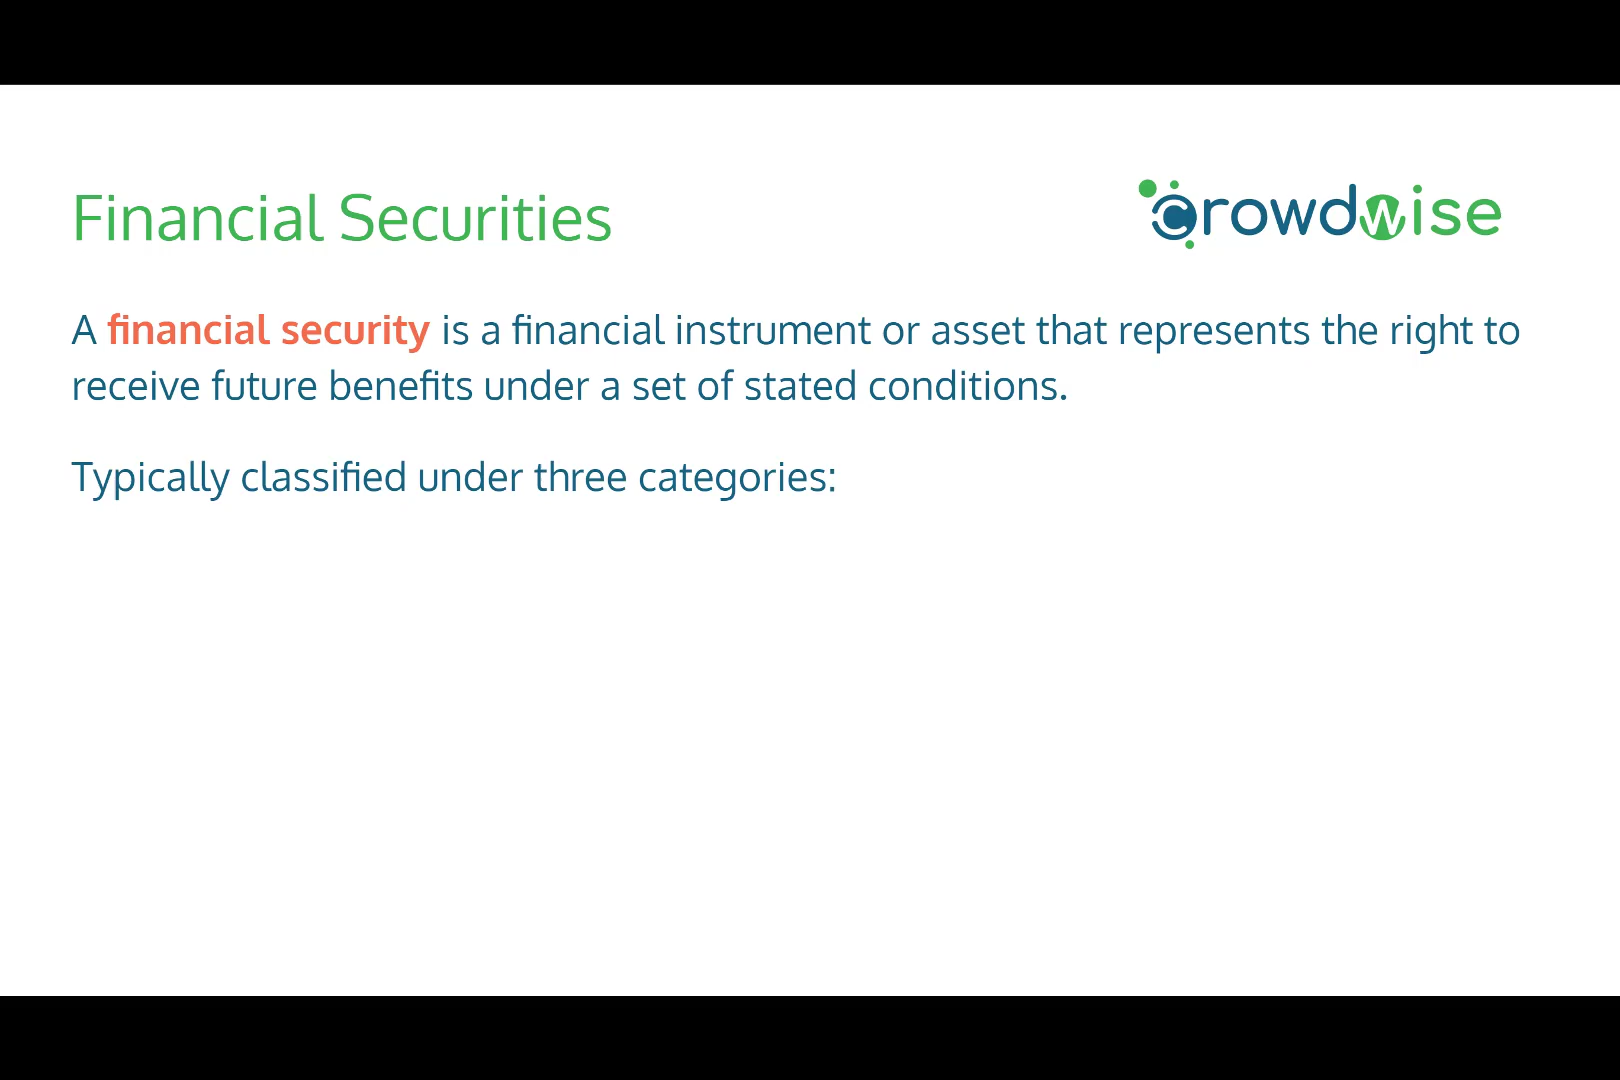 Financial Securities
crowdwise
A financial security is a financial instrument or asset that represents the right to
receive future benefits under a set of stated conditions.
Typically classified under three categories: